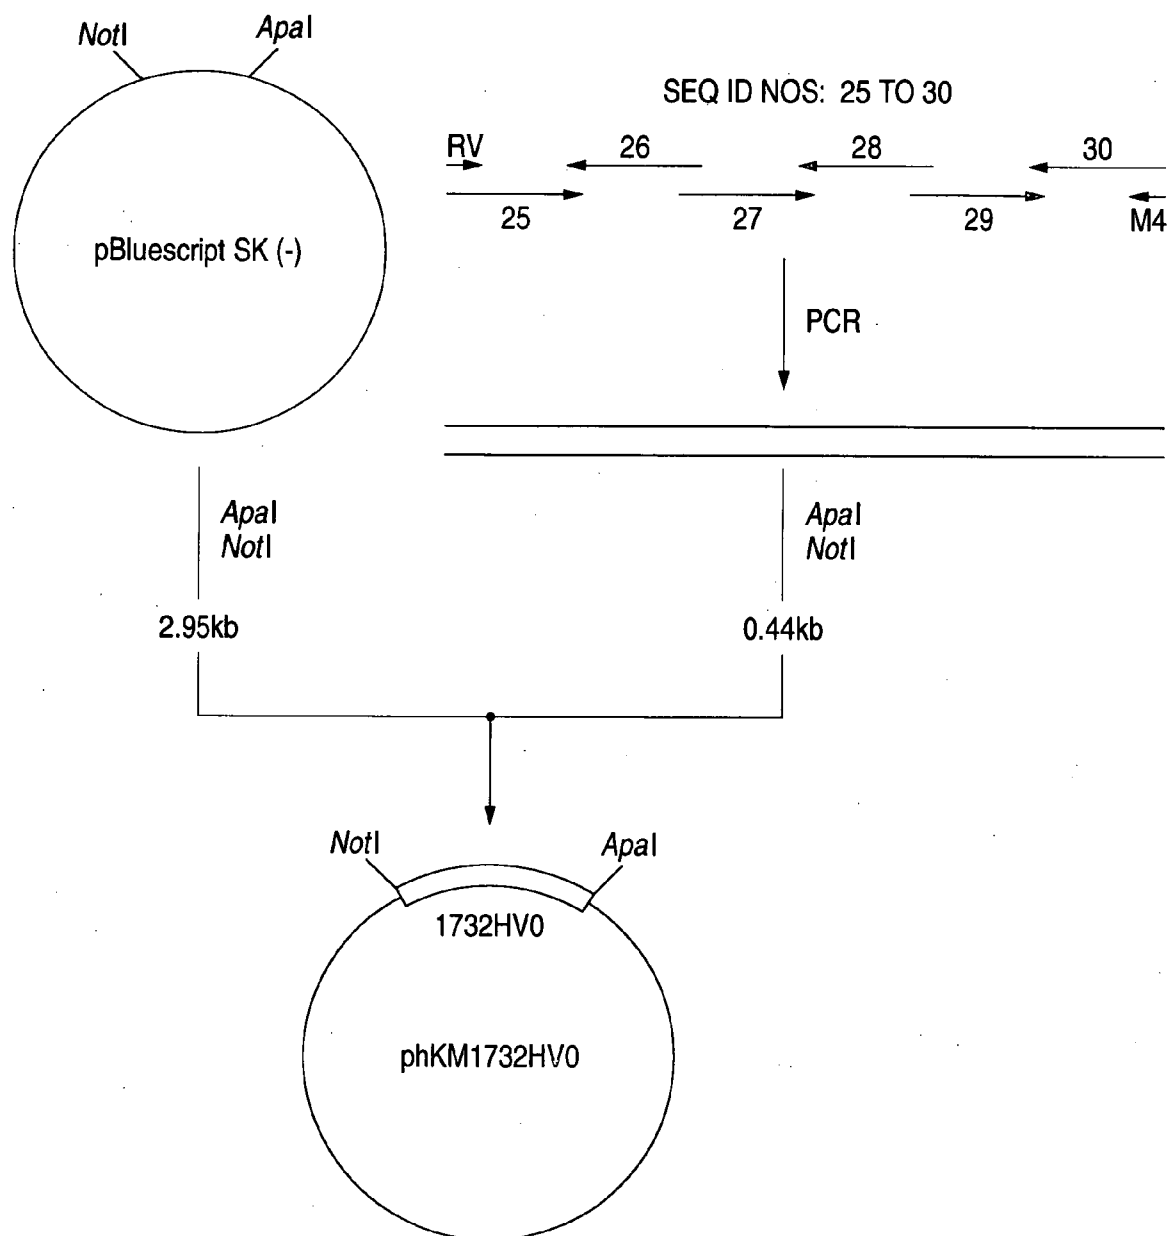 NotI
ApaI
pBluescript SK (-)
SEQ ID NOS: 25 TO 30
RV
26
28
30
25
27
29
M4
PCR
ApaI
NotI
ApaI
NotI
2.95kb
0.44kb
NotI
ApaI
1732HV0
phKM1732HV0